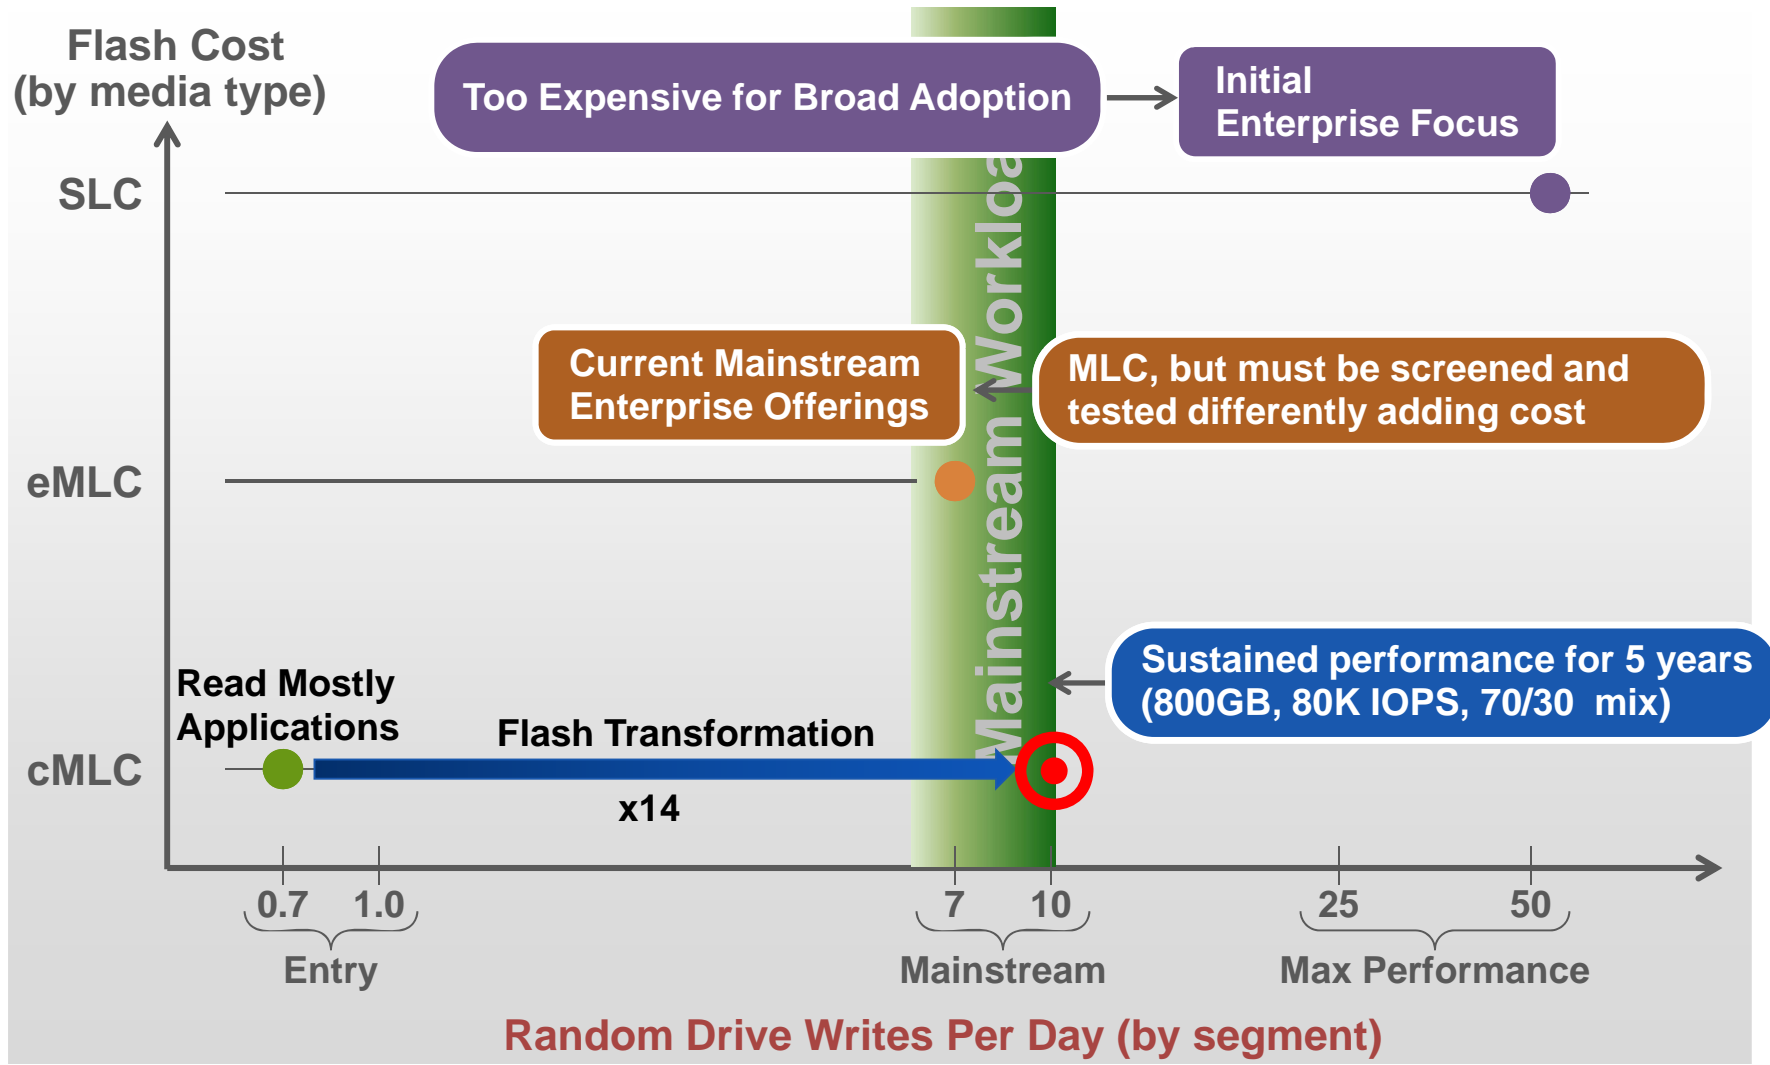 Flash Cost
(by media type)
Too Expensive for Broad Adoption
Initial
Enterprise Focus
SLC
Mainstream
Current Mainstream
Enterprise Offerings
MLC, but must be screened and
tested differently adding cost
eMLC
Sustained performance for 5 years
(800GB, 80K IOPS, 70/30 mix)
Read Mostly
Applications
Flash Transformation
cMLC
x14
0.7 1.0 7 10 25 50
Entry Mainstream Max Performance
Random Drive Writes Per Day (by segment)